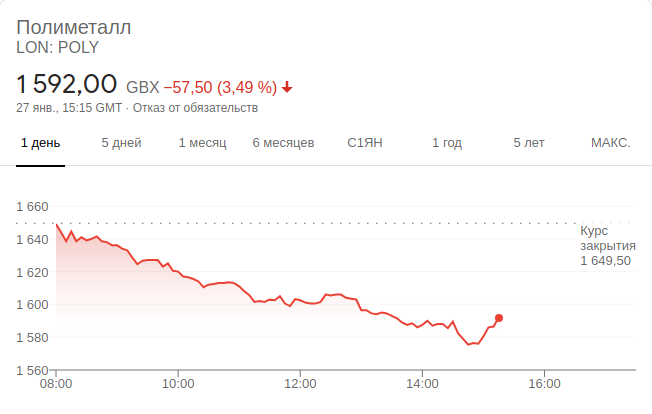 Полиметалл
LON: POLY
1 592,00 GBX −57,50 (3,49 %)
27 янв., 15:15 GMT · Отказ от обязательств
1 день 5 дней 1 месяц 6 месяцев С1ЯН 1 год 5 лет МАКС.
1 660
1 640
1 620
1 600
1 580
1 560
Курс
закрытия
1 649,50
08:00 10:00 12:00 14:00 16:00